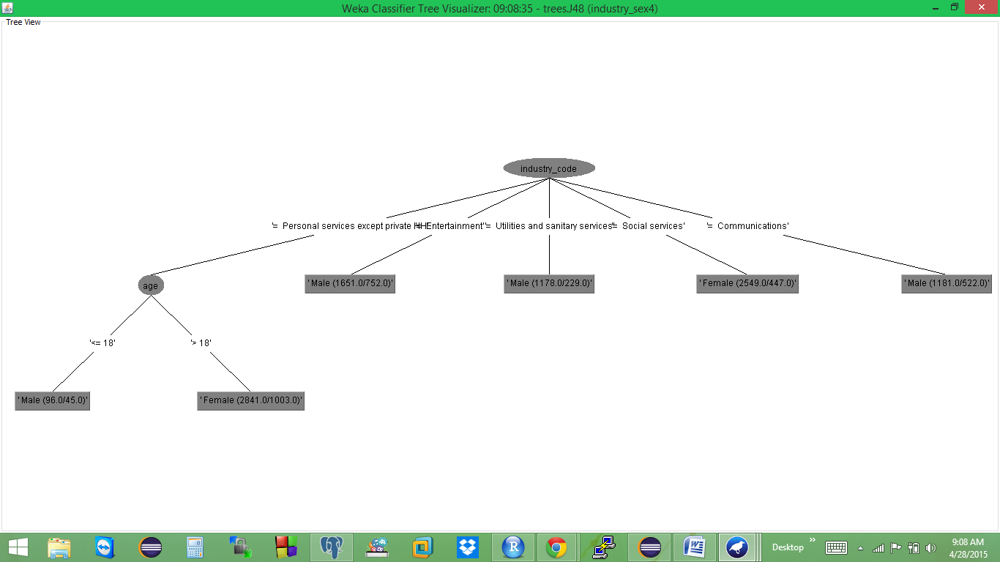 Weka Classifier Tree Visualizer: 09:08:35 - trees.J48 (industry_sex4)
Tree View
industry_code
'= Personal services except private HH'
'= Entertainment'
'= Utilities and sanitary services'
'= Social services'
'= Communications'
age
'Male (1651.0/752.0)'
'Male (1178.0/229.0)'
'Female (2549.0/447.0)'
'Male (1181.0/522.0)'
'<= 18'
'> 18'
'Male (96.0/45.0)'
'Female (2841.0/1003.0)'
Desktop
9:08 AM
4/28/2015